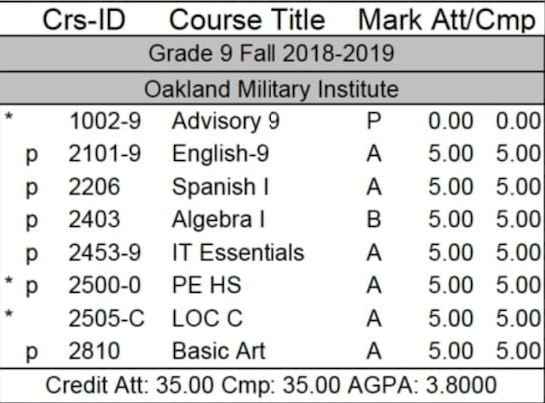 Crs-ID Course Title Mark Att/Cmp
Grade 9 Fall 2018-2019
Oakland Military Institute
* 1002-9 Advisory 9 P 0.00 0.00
p 2101-9 English-9 A 5.00 5.00
p 2206 Spanish I A 5.00 5.00
p 2403 Algebra I B 5.00 5.00
p 2453-9 IT Essentials A 5.00 5.00
* p 2500-0 PE HS A 5.00 5.00
* 2505-C LOC C A 5.00 5.00
p 2810 Basic Art A 5.00 5.00
Credit Att: 35.00 Cmp: 35.00 AGPA: 3.8000